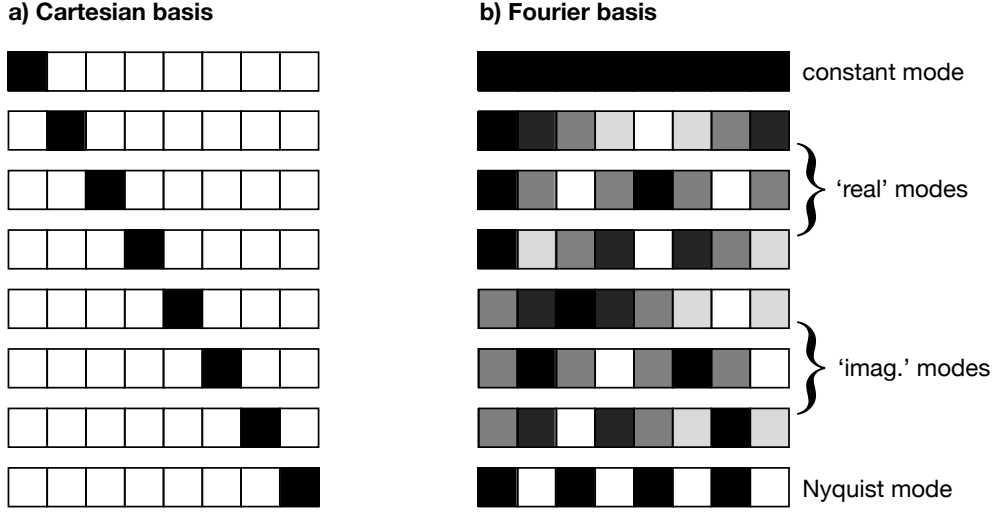 a) Cartesian basis
b) Fourier basis
constant mode
‘real’ modes
‘imag.’ modes
Nyquist mode